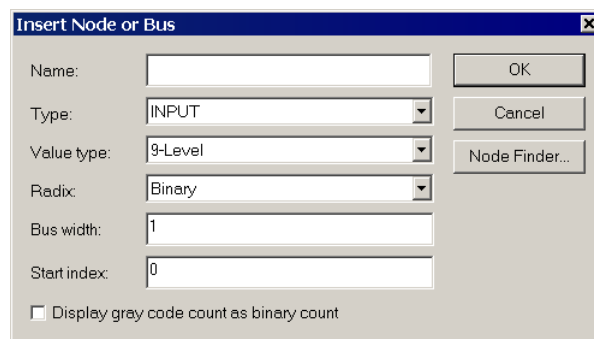 Insert Node or Bus
Name:
OK
Type: INPUT
Cancel
Value type: 9-Level
Node Finder...
Radix: Binary
Bus width: 1
Start index: 0
Display gray code count as binary count